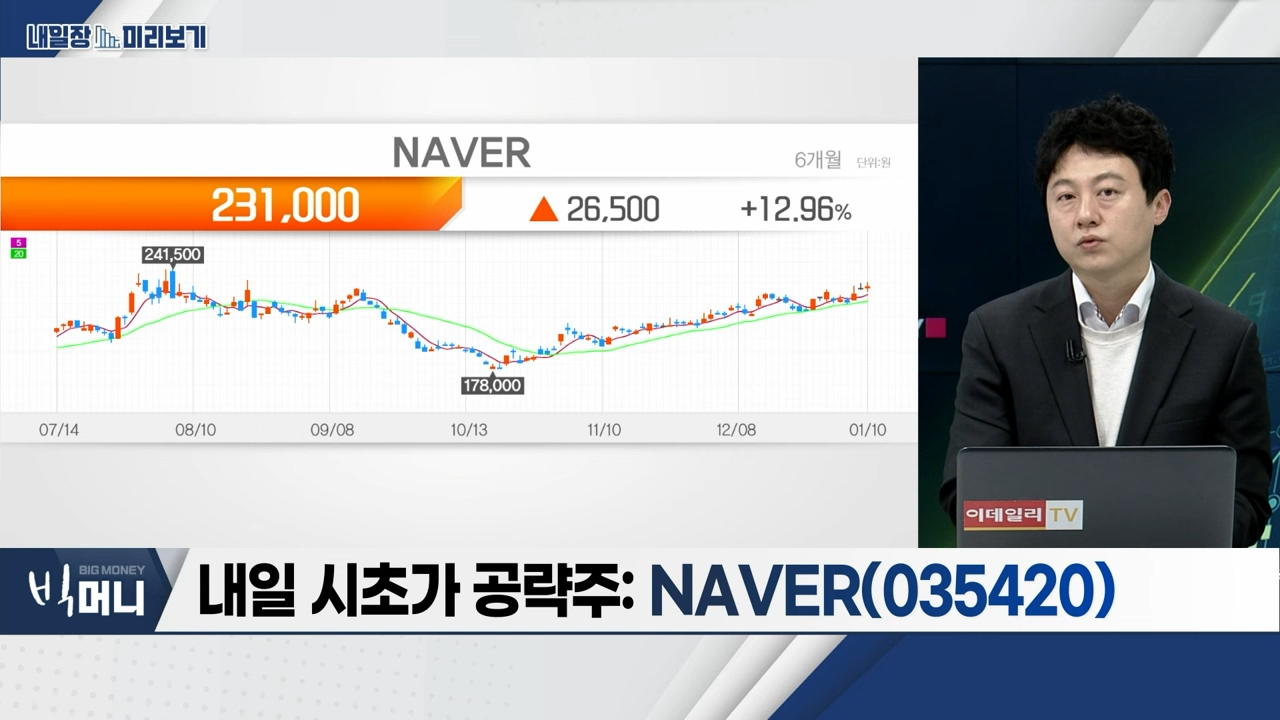 내일장 미리보기
NAVER
6개월 단위:원
231,000 ▲ 26,500 +12.96%
5
20
241,500
178,000
07/14 08/10 09/08 10/13 11/10 12/08 01/10
이데일리 TV
BIG MONEY
빅머니
내일 시초가 공략주: NAVER(035420)